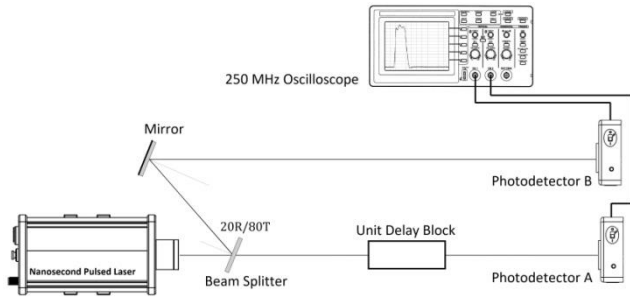 250 MHz Oscilloscope
Mirror
Photodetector B
20R/80T
Unit Delay Block
Nanosecond Pulsed Laser
Beam Splitter
Photodetector A